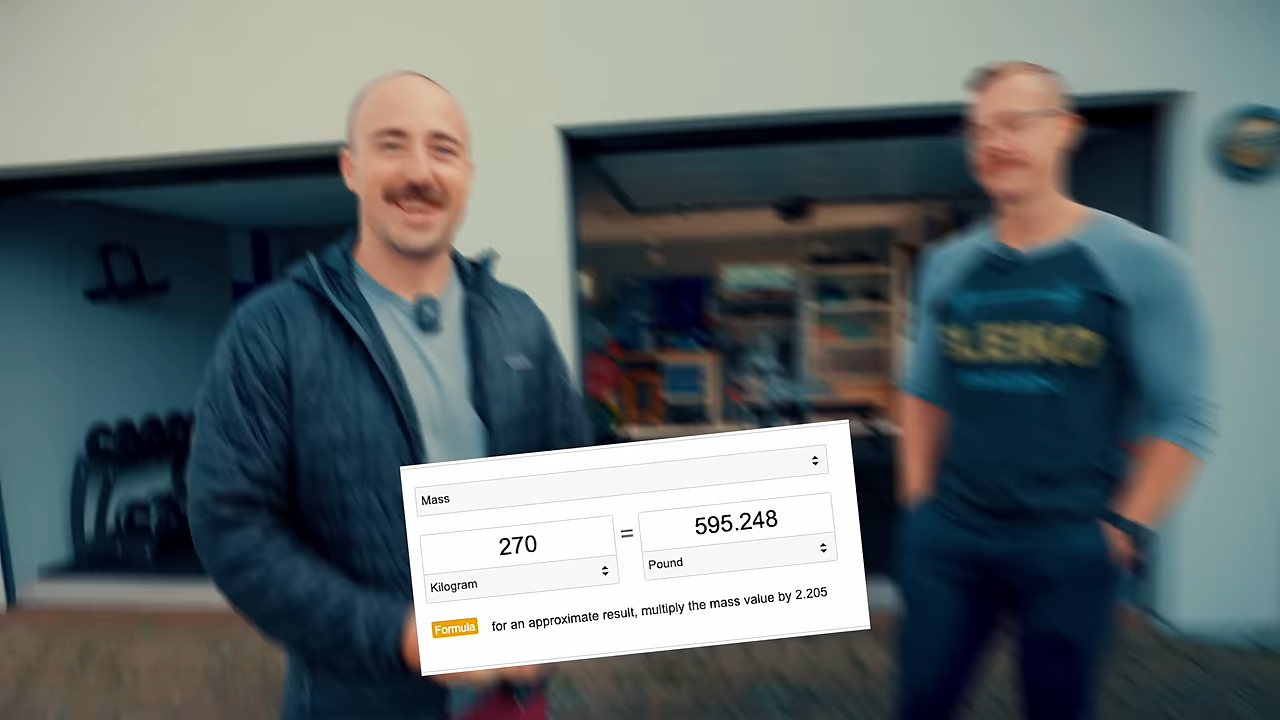 Mass
270
=
595.248
Kilogram
Pound
Formula for an approximate result, multiply the mass value by 2.205